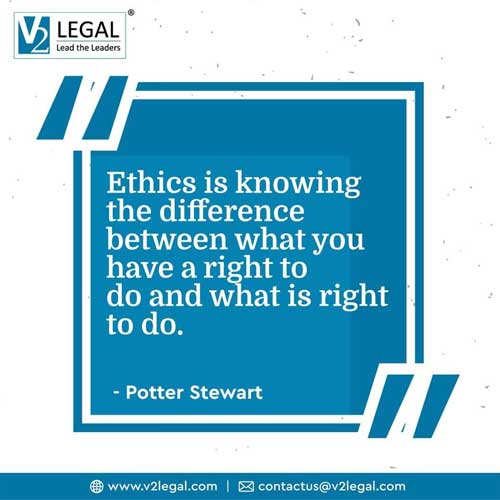 V2 LEGAL®
Lead the Leaders
Ethics is knowing
the difference
between what you
have a right to
do and what is right
to do.
- Potter Stewart
www.v2legal.com | contactus@v2legal.com